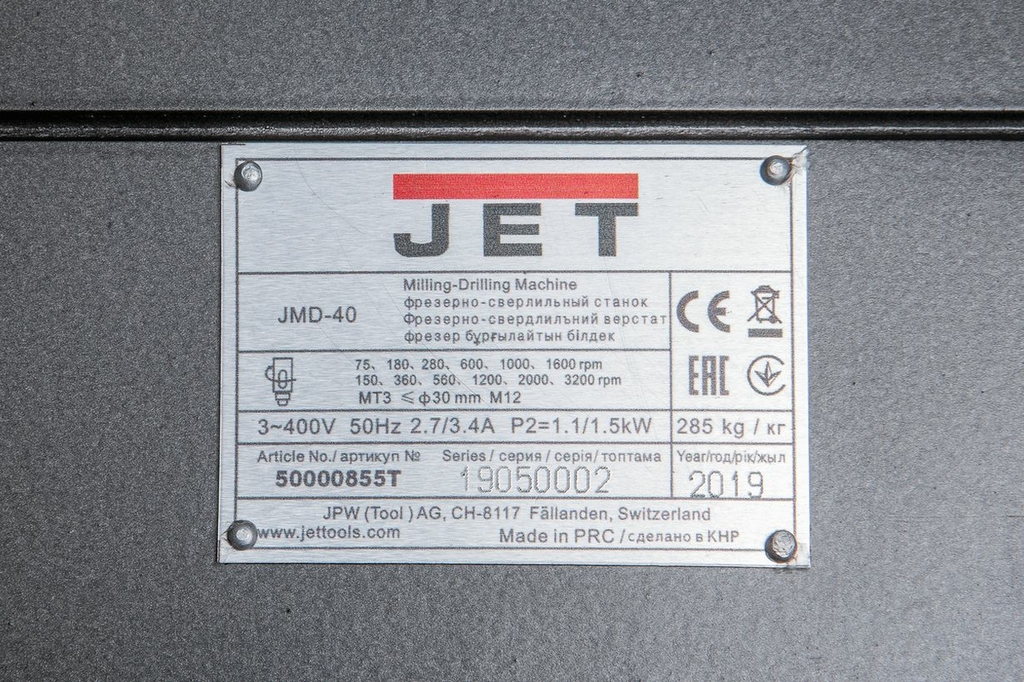 JET
JMD-40
Milling-Drilling Machine
фрезерно-сверлильный станок
Фрезерно-свердлильний верстат
фрезер бұрғылайтын білдек
CE
75、180、280、600、1000、1600 rpm
150、360、560、1200、2000、3200 rpm
MT3 ≤ ф30 mm M12
EAC
3~400V 50Hz 2.7/3.4A P2=1.1/1.5kW
285 kg / кг
Article No./ артикул №
50000855T
Series / серия / серія/ топтама
19050002
Year/год/рік/жыл
2019
JPW (Tool ) AG, CH-8117 Fällanden, Switzerland
www.jettools.com
Made in PRC / сделано в КНР